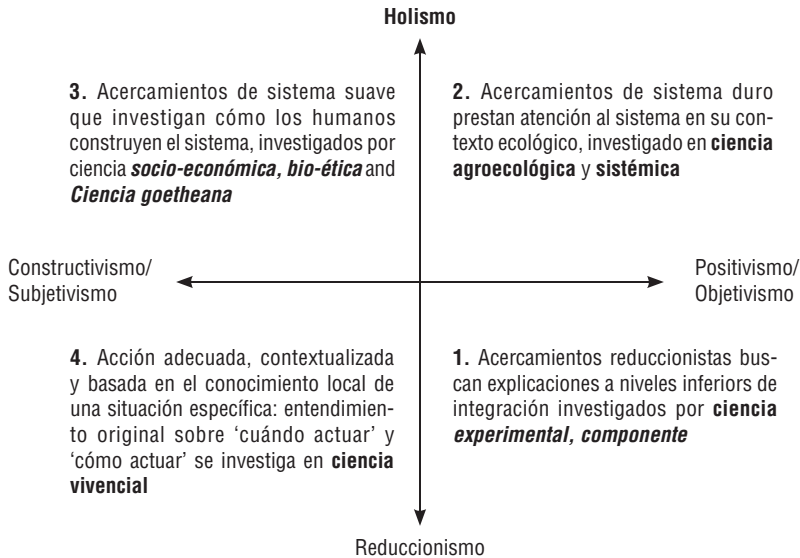 Holismo
3. Acercamientos de sistema suave
que investigan cómo los humanos
construyen el sistema, investigados por
ciencia socio-económica, bio-ética and
Ciencia goetheana
2. Acercamientos de sistema duro
prestan atención al sistema en su con-
texto ecológico, investigado en ciencia
agroecológica y sistémica
Constructivismo/
Subjetivismo
Positivismo/
Objetivismo
4. Acción adecuada, contextualizada
y basada en el conocimiento local de
una situación específica: entendimien-
to original sobre ‘cuándo actuar’ y
‘cómo actuar’ se investiga en ciencia
vivencial
1. Acercamientos reduccionistas bus-
can explicaciones a niveles inferiors de
integración investigados por ciencia
experimental, componente
Reduccionismo